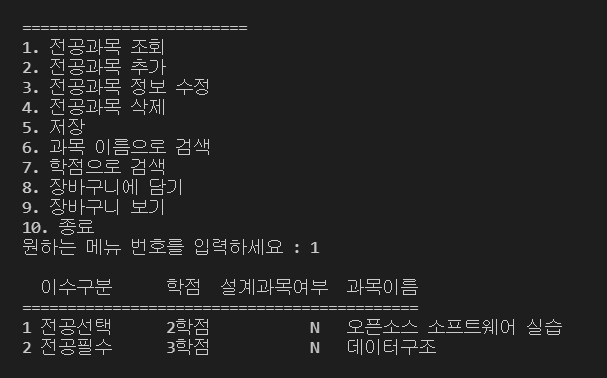 =========================
1. 전공과목 조회
2. 전공과목 추가
3. 전공과목 정보 수정
4. 전공과목 삭제
5. 저장
6. 과목 이름으로 검색
7. 학점으로 검색
8. 장바구니에 담기
9. 장바구니 보기
10. 종료
원하는 메뉴 번호를 입력하세요 : 1
이수구분 학점 설계과목여부 과목이름
============================================
1 전공선택 2학점 N 오픈소스 소프트웨어 실습
2 전공필수 3학점 N 데이터구조